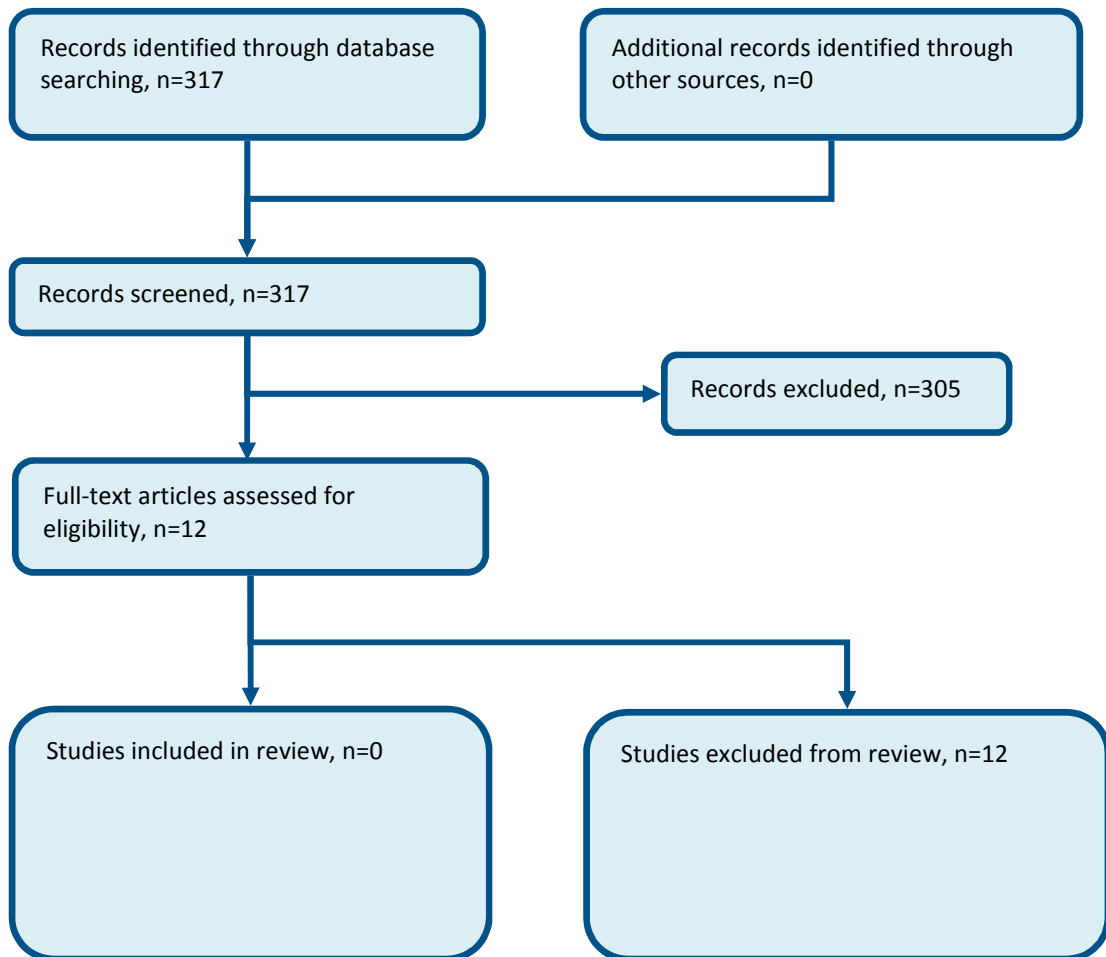 Records identified through database
searching, n=317
Additional records identified through
other sources, n=0
Records screened, n=317
Records excluded, n=305
Full-text articles assessed for
eligibility, n=12
Studies included in review, n=0
Studies excluded from review, n=12